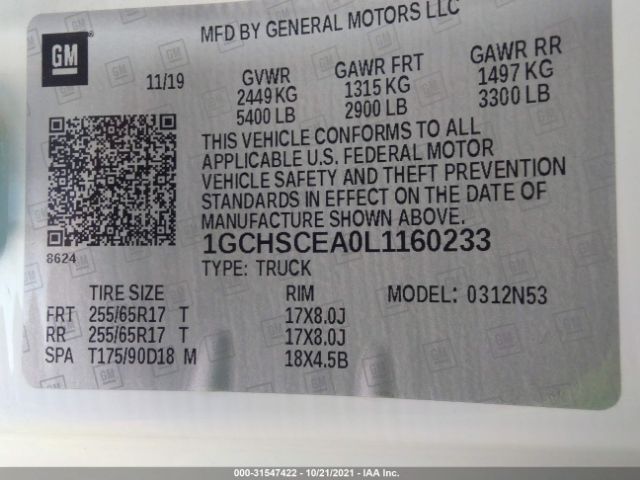 MFD BY GENERAL MOTORS LLC
GM
11/19 GVWR GAWR FRT GAWR RR
2449 KG 1315 KG 1497 KG
5400 LB 2900 LB 3300 LB
THIS VEHICLE CONFORMS TO ALL
APPLICABLE U.S. FEDERAL MOTOR
VEHICLE SAFETY AND THEFT PREVENTION
STANDARDS IN EFFECT ON THE DATE OF
MANUFACTURE SHOWN ABOVE.
8624 1GCHSCEA0L1160233
TYPE: TRUCK
TIRE SIZE RIM MODEL: 0312N53
FRT 255/65R17 T 17X8.0J
RR 255/65R17 T 17X8.0J
SPA T175/90D18 M 18X4.5B
000-31547422 - 10/21/2021 - IAA Inc.